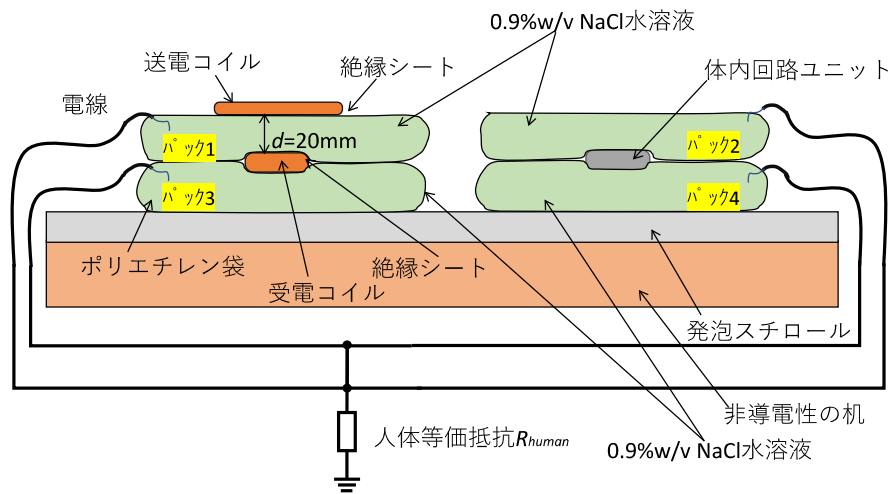 0.9%w/v NaCl水溶液
送電コイル
絶縁シート
体内回路ユニット
電線
d=20mm
ﾊﾟｯｸ1
ﾊﾟｯｸ2
ﾊﾟｯｸ3
ﾊﾟｯｸ4
ポリエチレン袋
絶縁シート
受電コイル
発泡スチロール
非導電性の机
人体等価抵抗Rhuman
0.9%w/v NaCl水溶液